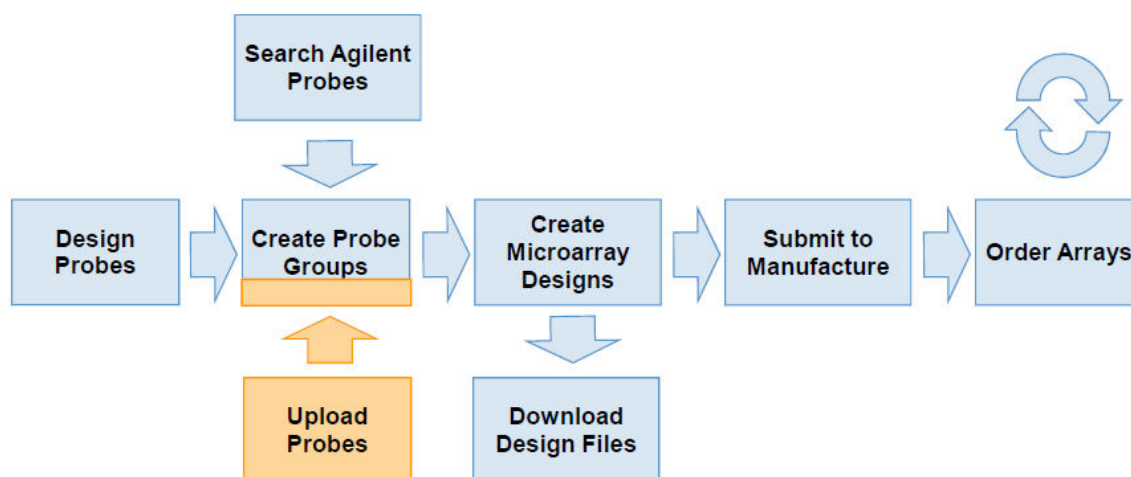 Search Agilent
Probes
Design
Probes
Create Probe
Groups
Create
Microarray
Designs
Submit to
Manufacture
Order Arrays
Upload
Probes
Download
Design Files